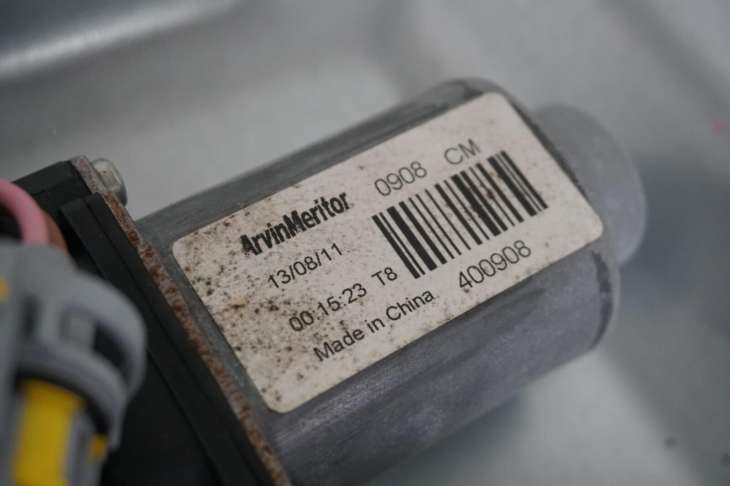 ArvinMeritor 0908 CM
13/08/11
00:15:23 T8
Made in China 400908